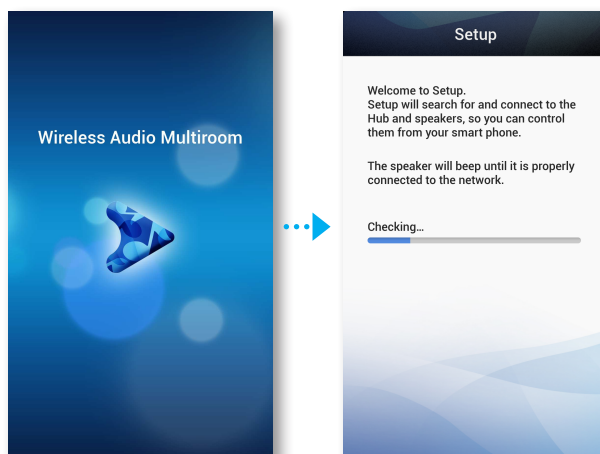 Wireless Audio Multiroom
Setup
Welcome to Setup.
Setup will search for and connect to the
Hub and speakers, so you can control
them from your smart phone.
The speaker will beep until it is properly
connected to the network.
Checking...